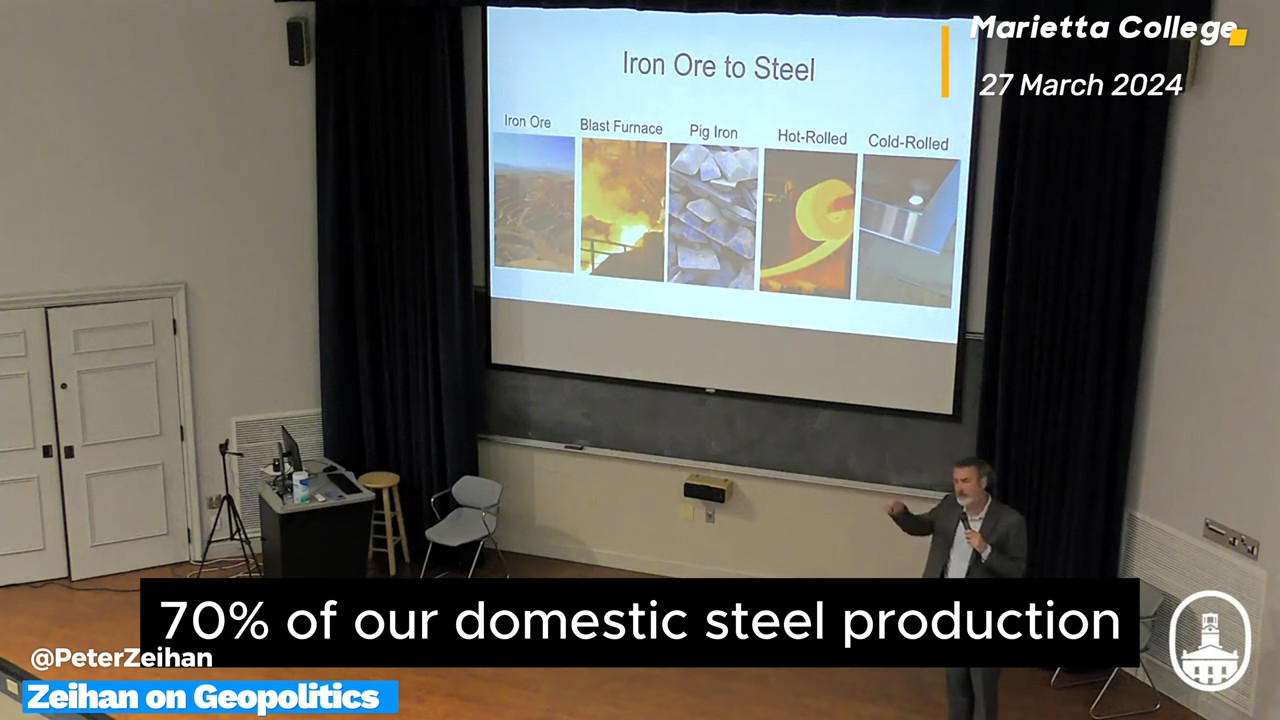 Marietta College
27 March 2024
Iron Ore to Steel
Iron Ore
Blast Furnace
Pig Iron
Hot-Rolled
Cold-Rolled
70% of our domestic steel production
@PeterZeihan
Zeihan on Geopolitics